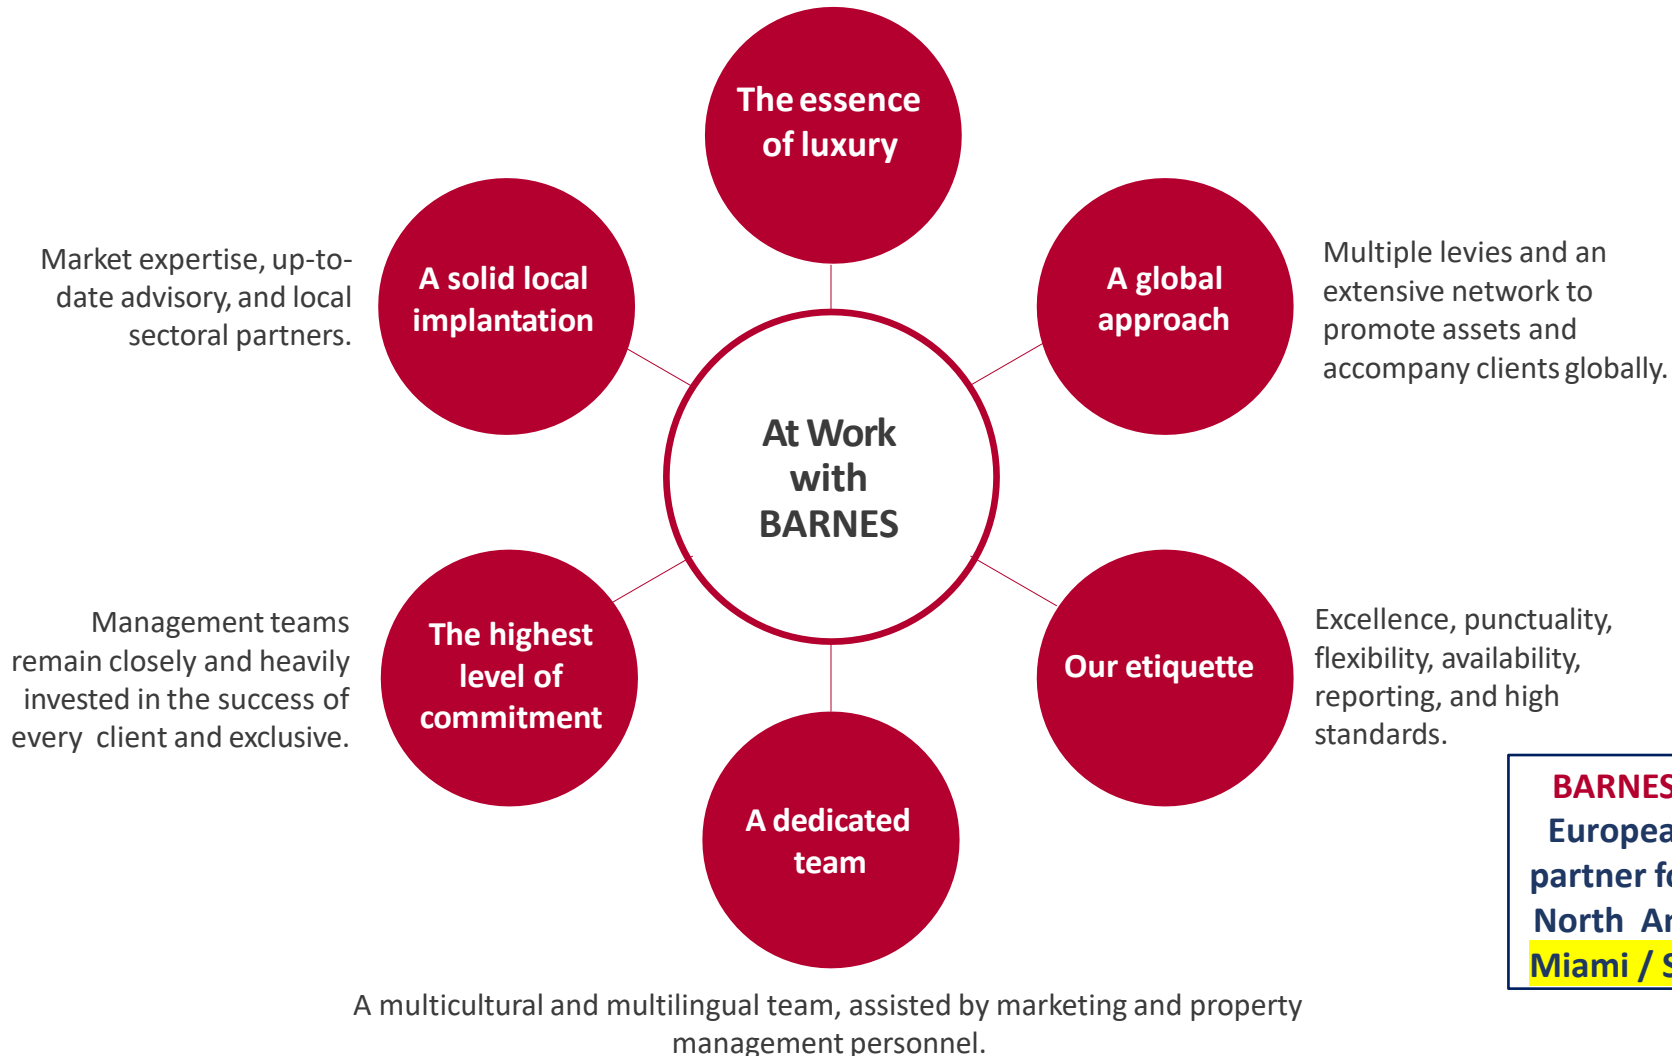 The essence
of luxury
Market expertise, up-to-
date advisory, and local
sectoral partners.
A solid local
implantation
A global
approach
Multiple levies and an
extensive network to
promote assets and
accompany clients globally.
At Work
with
BARNES
Management teams
remain closely and heavily
invested in the success of
every client and exclusive.
The highest
level of
commitment
Our etiquette
Excellence, punctuality,
flexibility, availability,
reporting, and high
standards.
A dedicated
team
A multicultural and multilingual team, assisted by marketing and property
management personnel.
BARNES
partner
North
Miami /